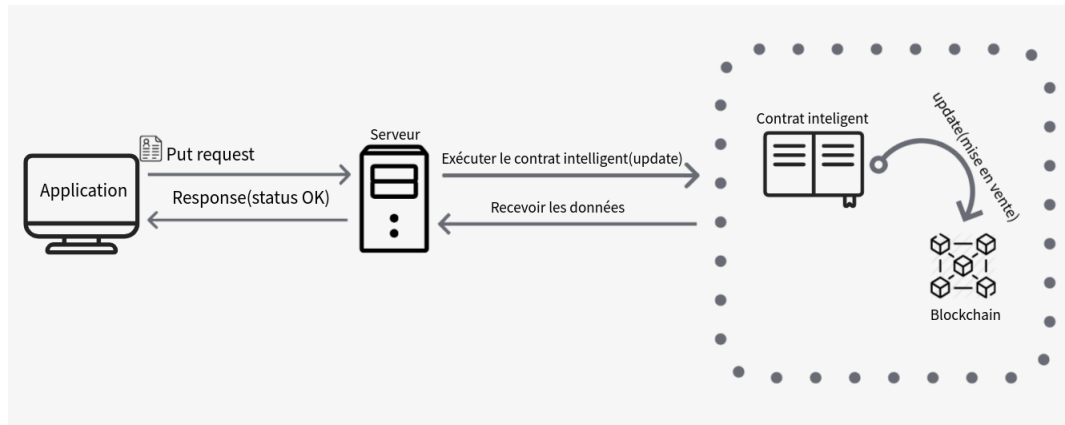 Application
Put request
Response(status OK)
Serveur
Exécuter le contrat intelligent(update)
Recevoir les données
Contrat inteligent
update(mise en vente)
Blockchain